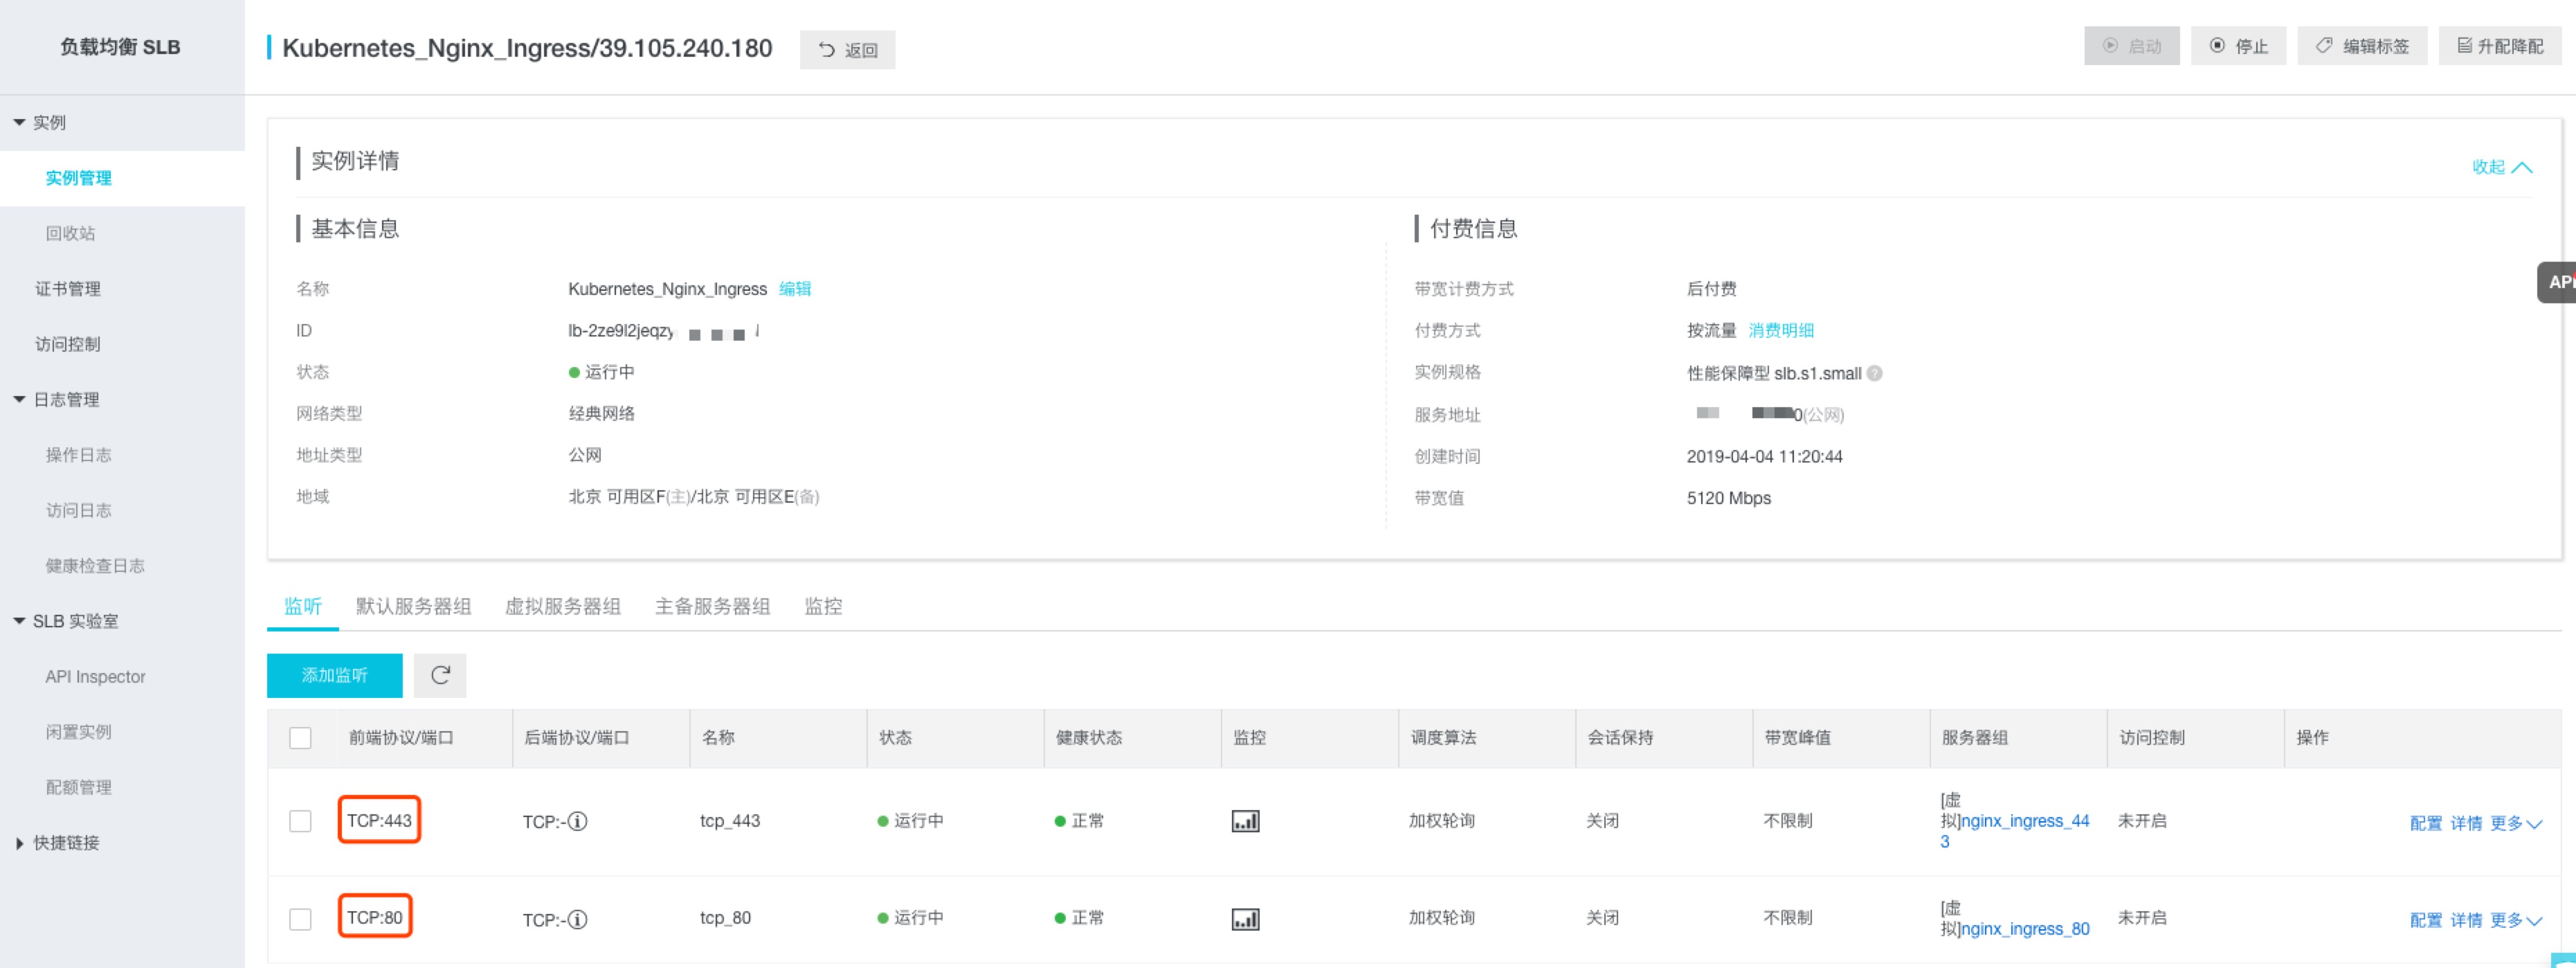 负载均衡 SLB
Kubernetes_Nginx_Ingress/39.105.240.180
返回
启动
停止
编辑标签
升配降配
实例
实例管理
回收站
证书管理
访问控制
日志管理
操作日志
访问日志
健康检查日志
SLB 实验室
API Inspector
闲置实例
配额管理
快捷链接
实例详情
收起
基本信息
名称 Kubernetes_Nginx_Ingress 编辑
ID lb-2ze9l2jeqzy
状态 运行中
网络类型 经典网络
地址类型 公网
地域 北京 可用区F(主)/北京 可用区E(备)
付费信息
带宽计费方式 后付费
付费方式 按流量 消费明细
实例规格 性能保障型 slb.s1.small
服务地址 0(公网)
创建时间 2019-04-04 11:20:44
带宽值 5120 Mbps
API
监听 默认服务器组 虚拟服务器组 主备服务器组 监控
添加监听
前端协议/端口 后端协议/端口 名称 状态 健康状态 监控 调度算法 会话保持 带宽峰值 服务器组 访问控制 操作
TCP:443 TCP:- tcp_443 运行中 正常 加权轮询 关闭 不限制 [虚
拟]nginx_ingress_44
3 未开启 配置 详情 更多
TCP:80 TCP:- tcp_80 运行中 正常 加权轮询 关闭 不限制 [虚
拟]nginx_ingress_80 未开启 配置 详情 更多